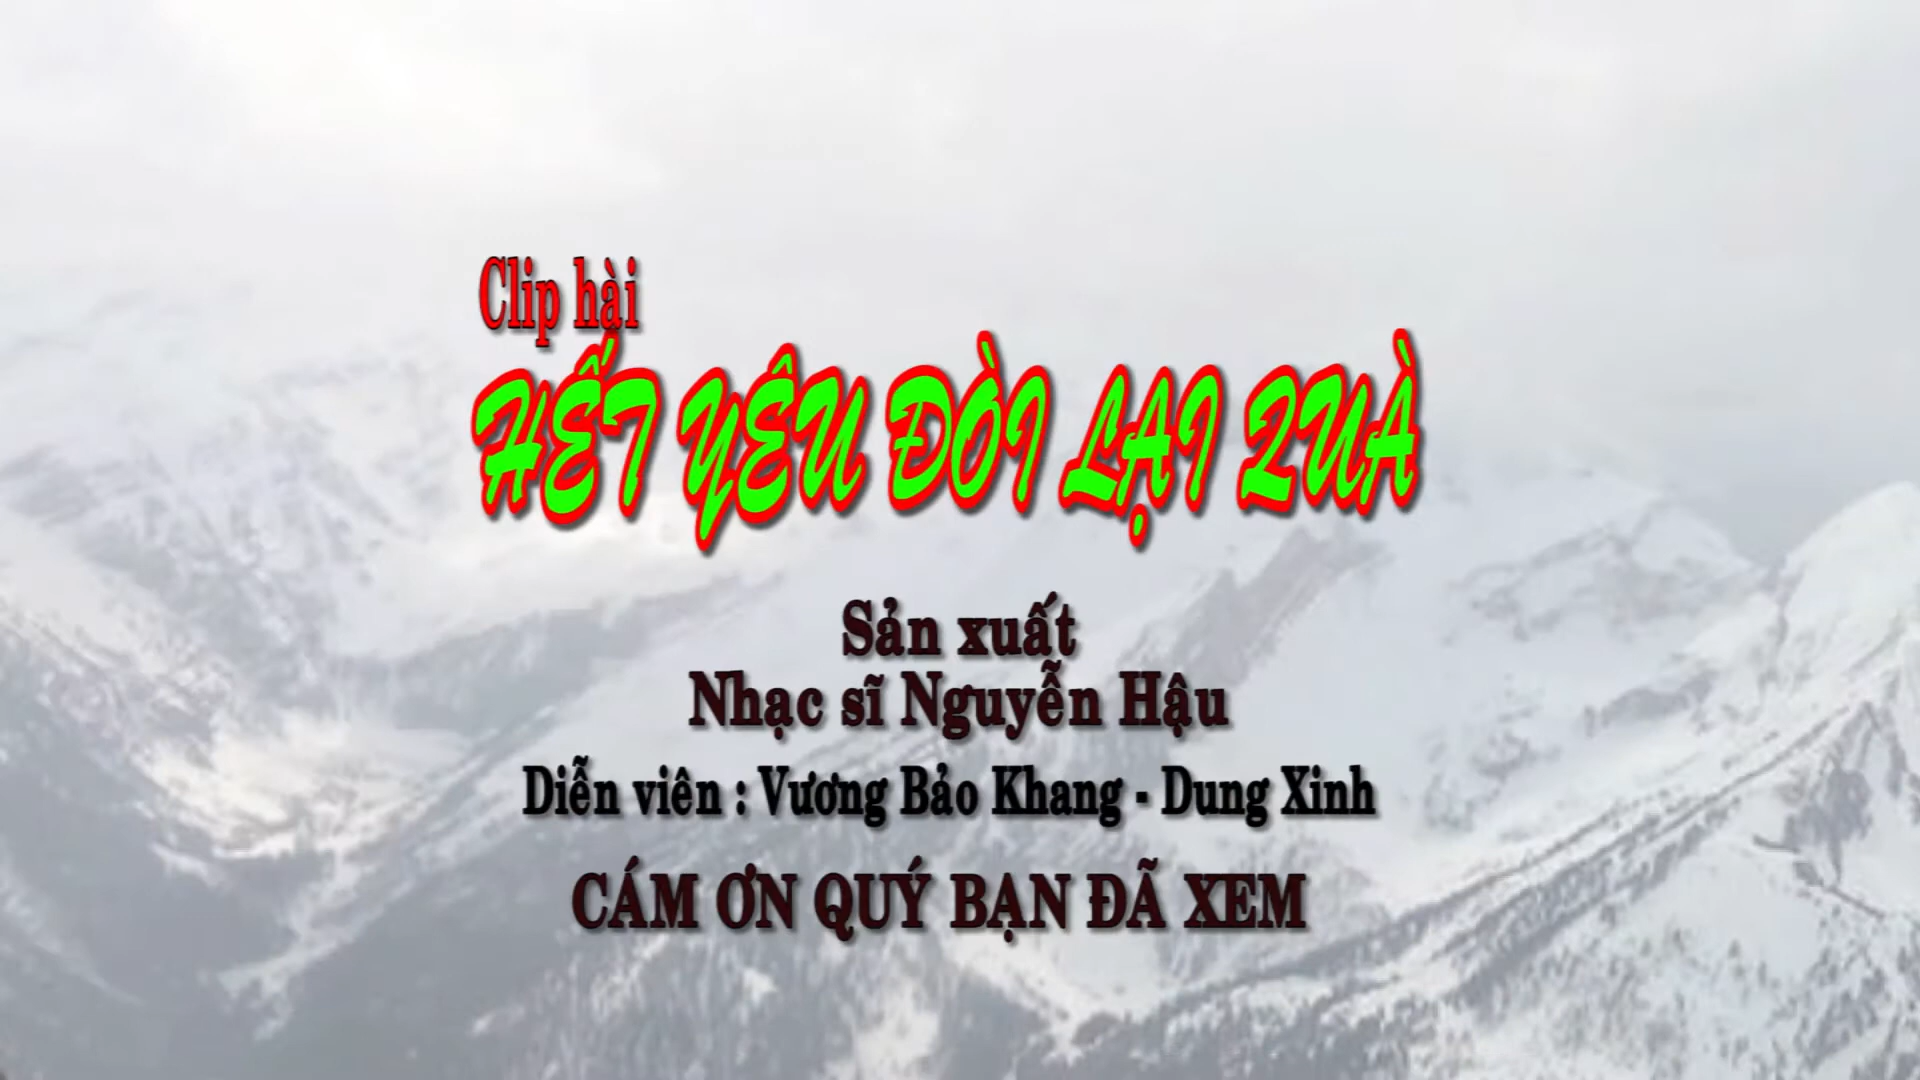 Clip hài
HẾT YÊU ĐÒI LẠI QUÀ
Sản xuất
Nhạc sĩ Nguyễn Hậu
Diễn viên : Vương Bảo Khang - Dung Xinh
CÁM ƠN QUÝ BẠN ĐÃ XEM